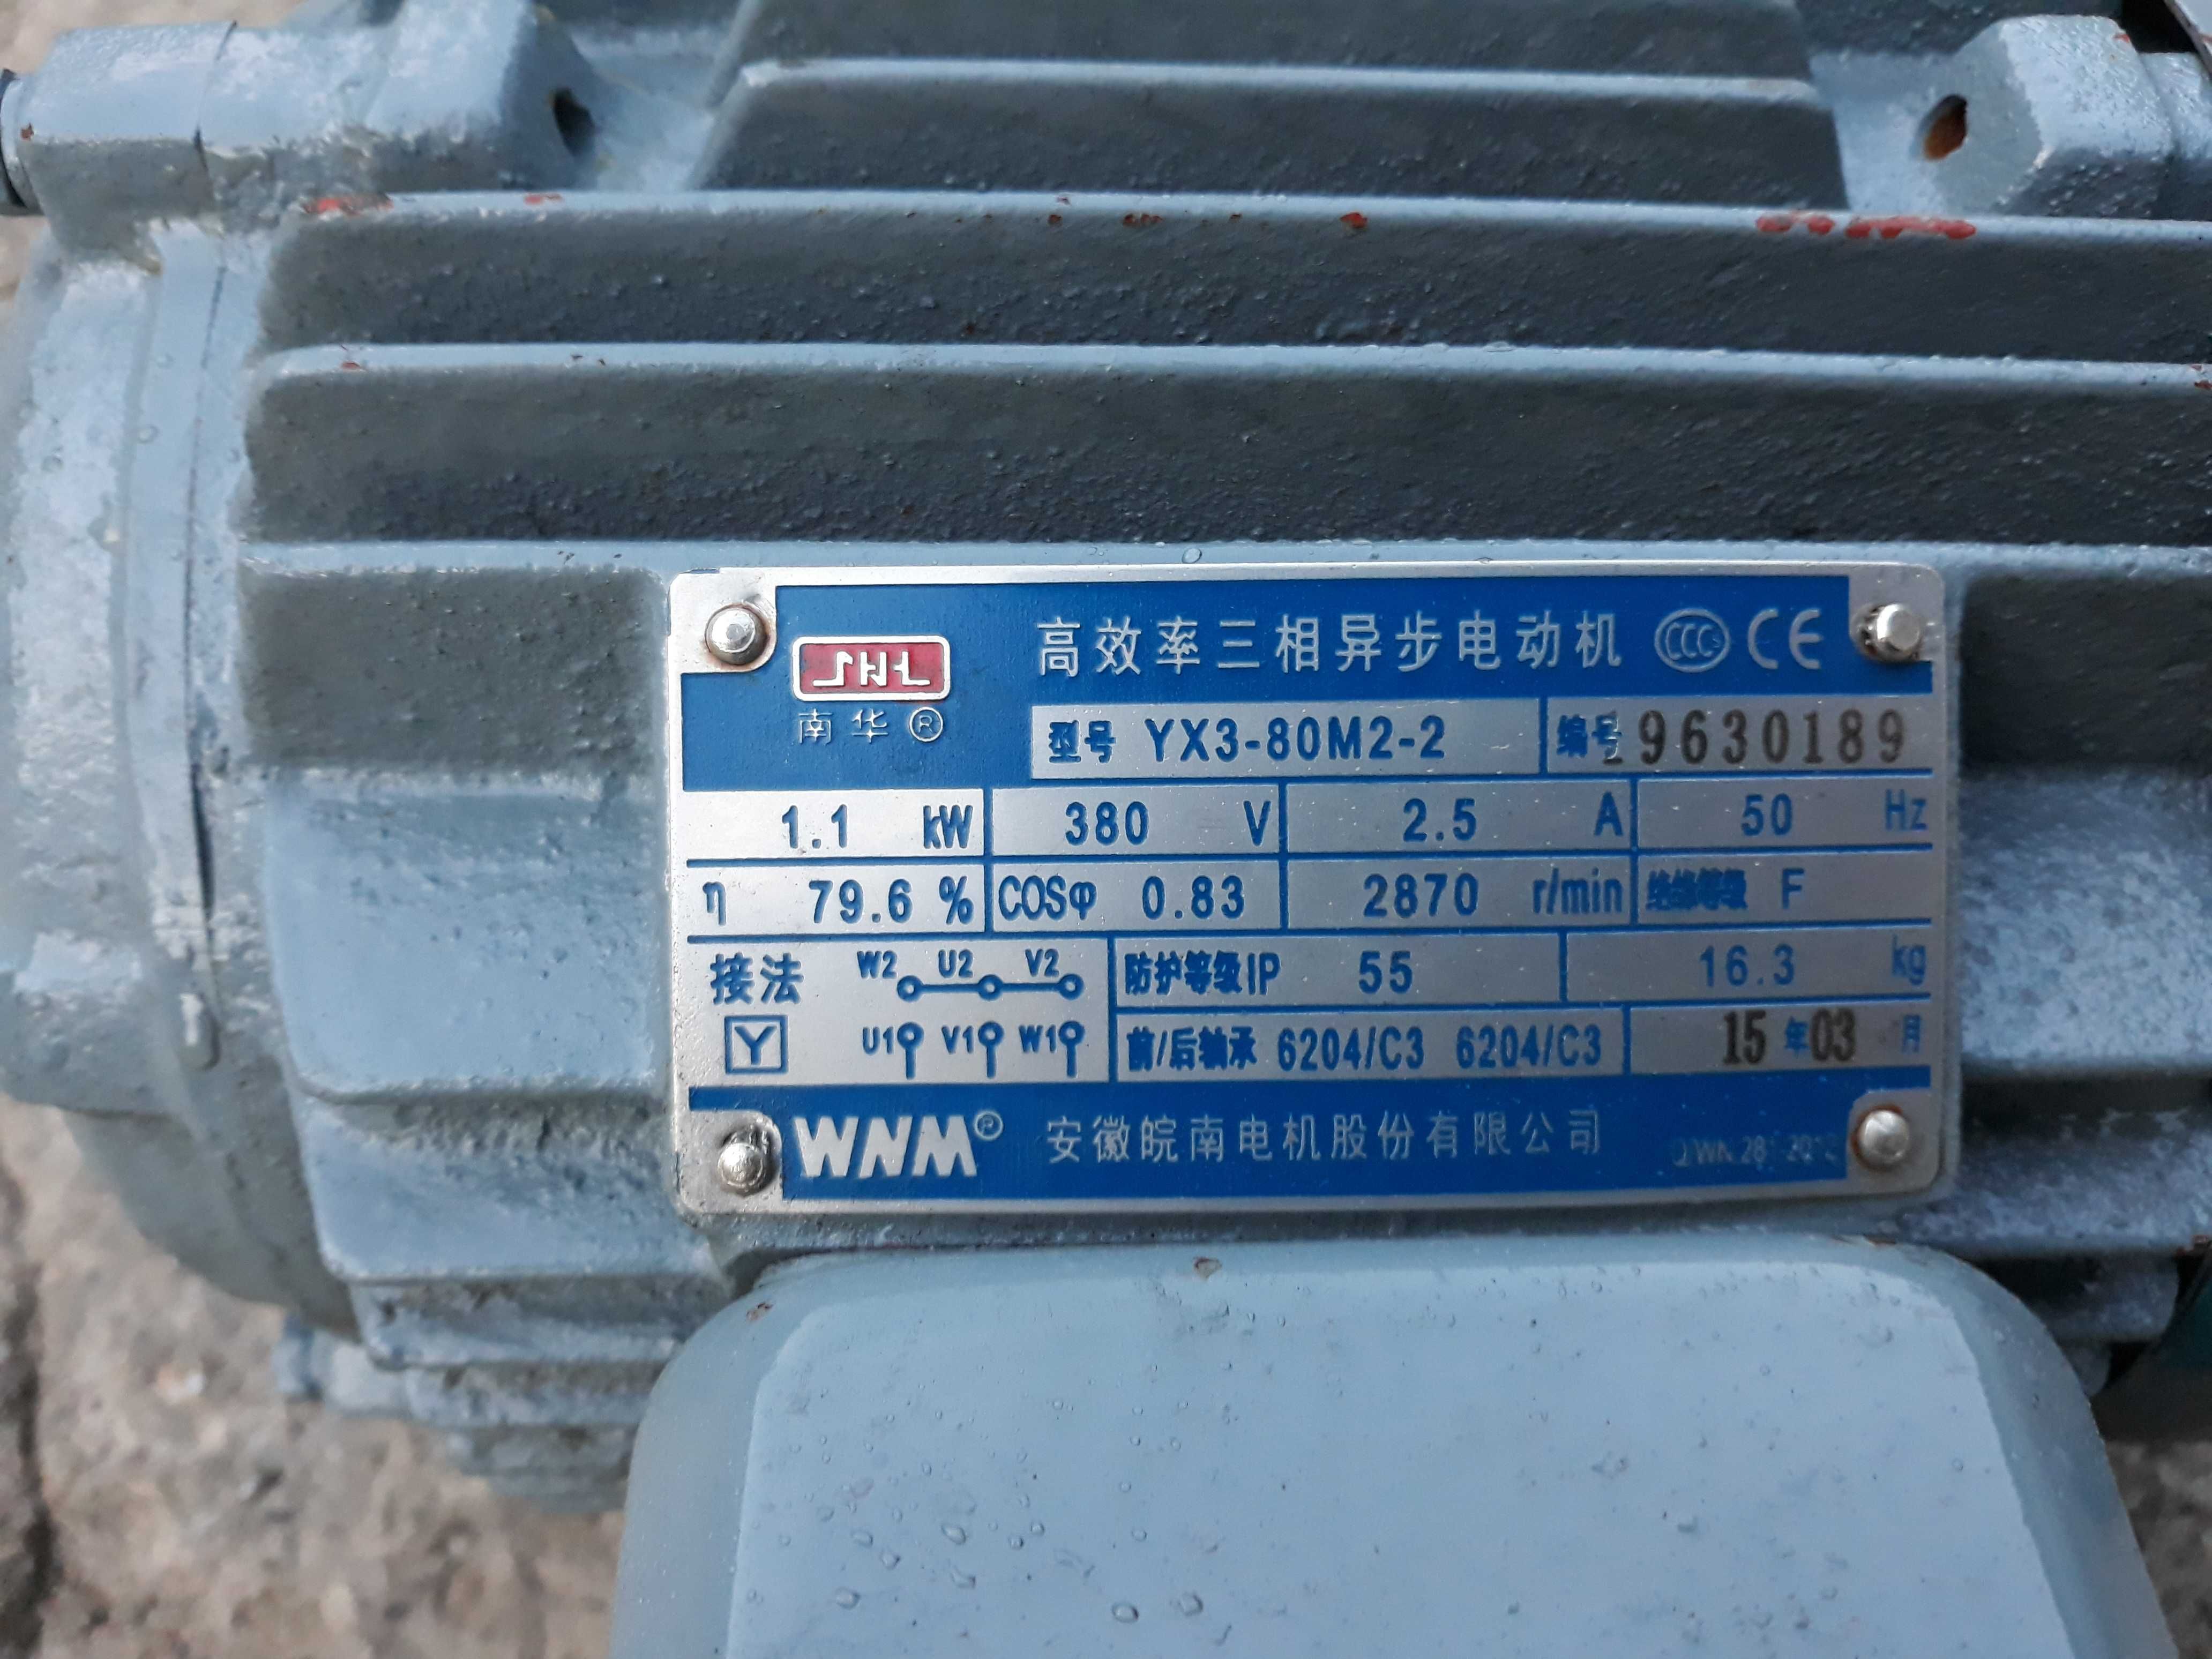 SHL
南华®
高效率三相异步电动机 CCC CE
型号 YX3-80M2-2 编号 9630189
1.1 kW 380 V 2.5 A 50 Hz
η 79.6 % COSφ 0.83 2870 r/min 绝缘等级 F
接法 W2 U2 V2 防护等级IP 55 16.3 kg
Y U1 V1 W1 前/后轴承 6204/C3 6204/C3 15 年 03 月
WNM® 安徽皖南电机股份有限公司